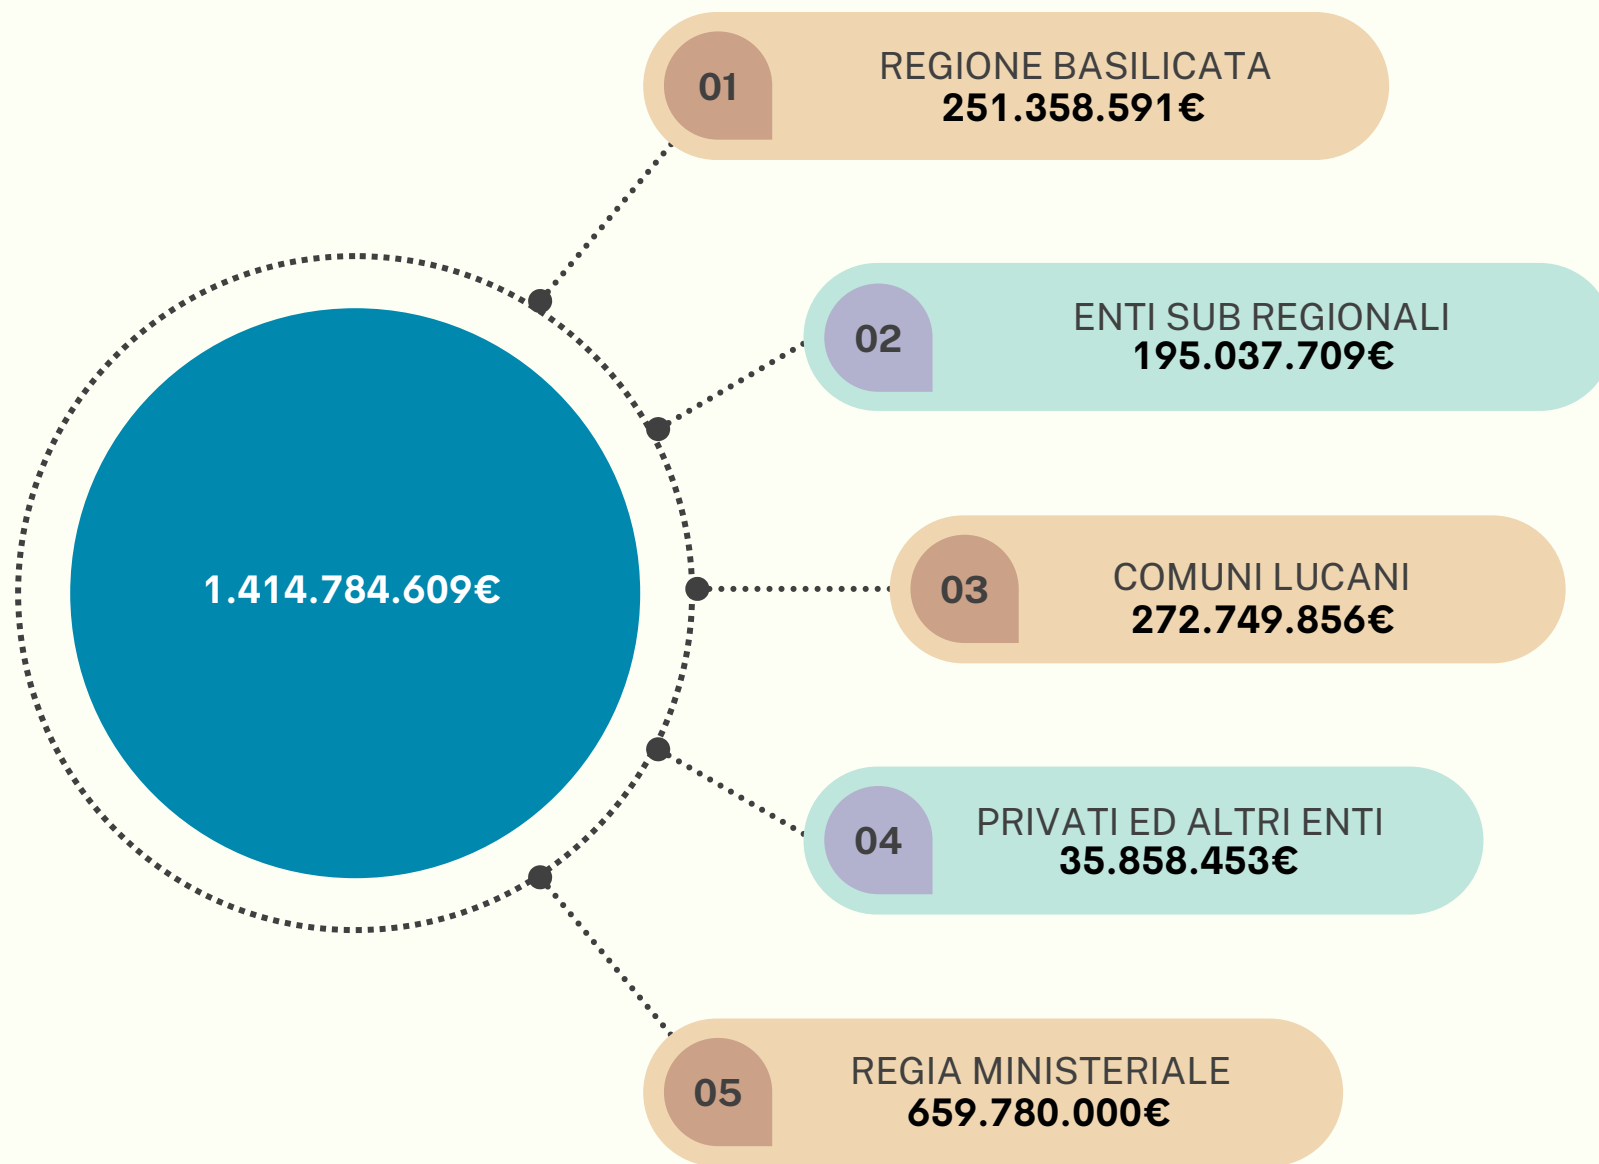 01
REGIONE BASILICATA
251.358.591€
02
ENTI SUB REGIONALI
195.037.709€
1.414.784.609€
03
COMUNI LUCANI
272.749.856€
04
PRIVATI ED ALTRI ENTI
35.858.453€
05
REGIA MINISTERIALE
659.780.000€